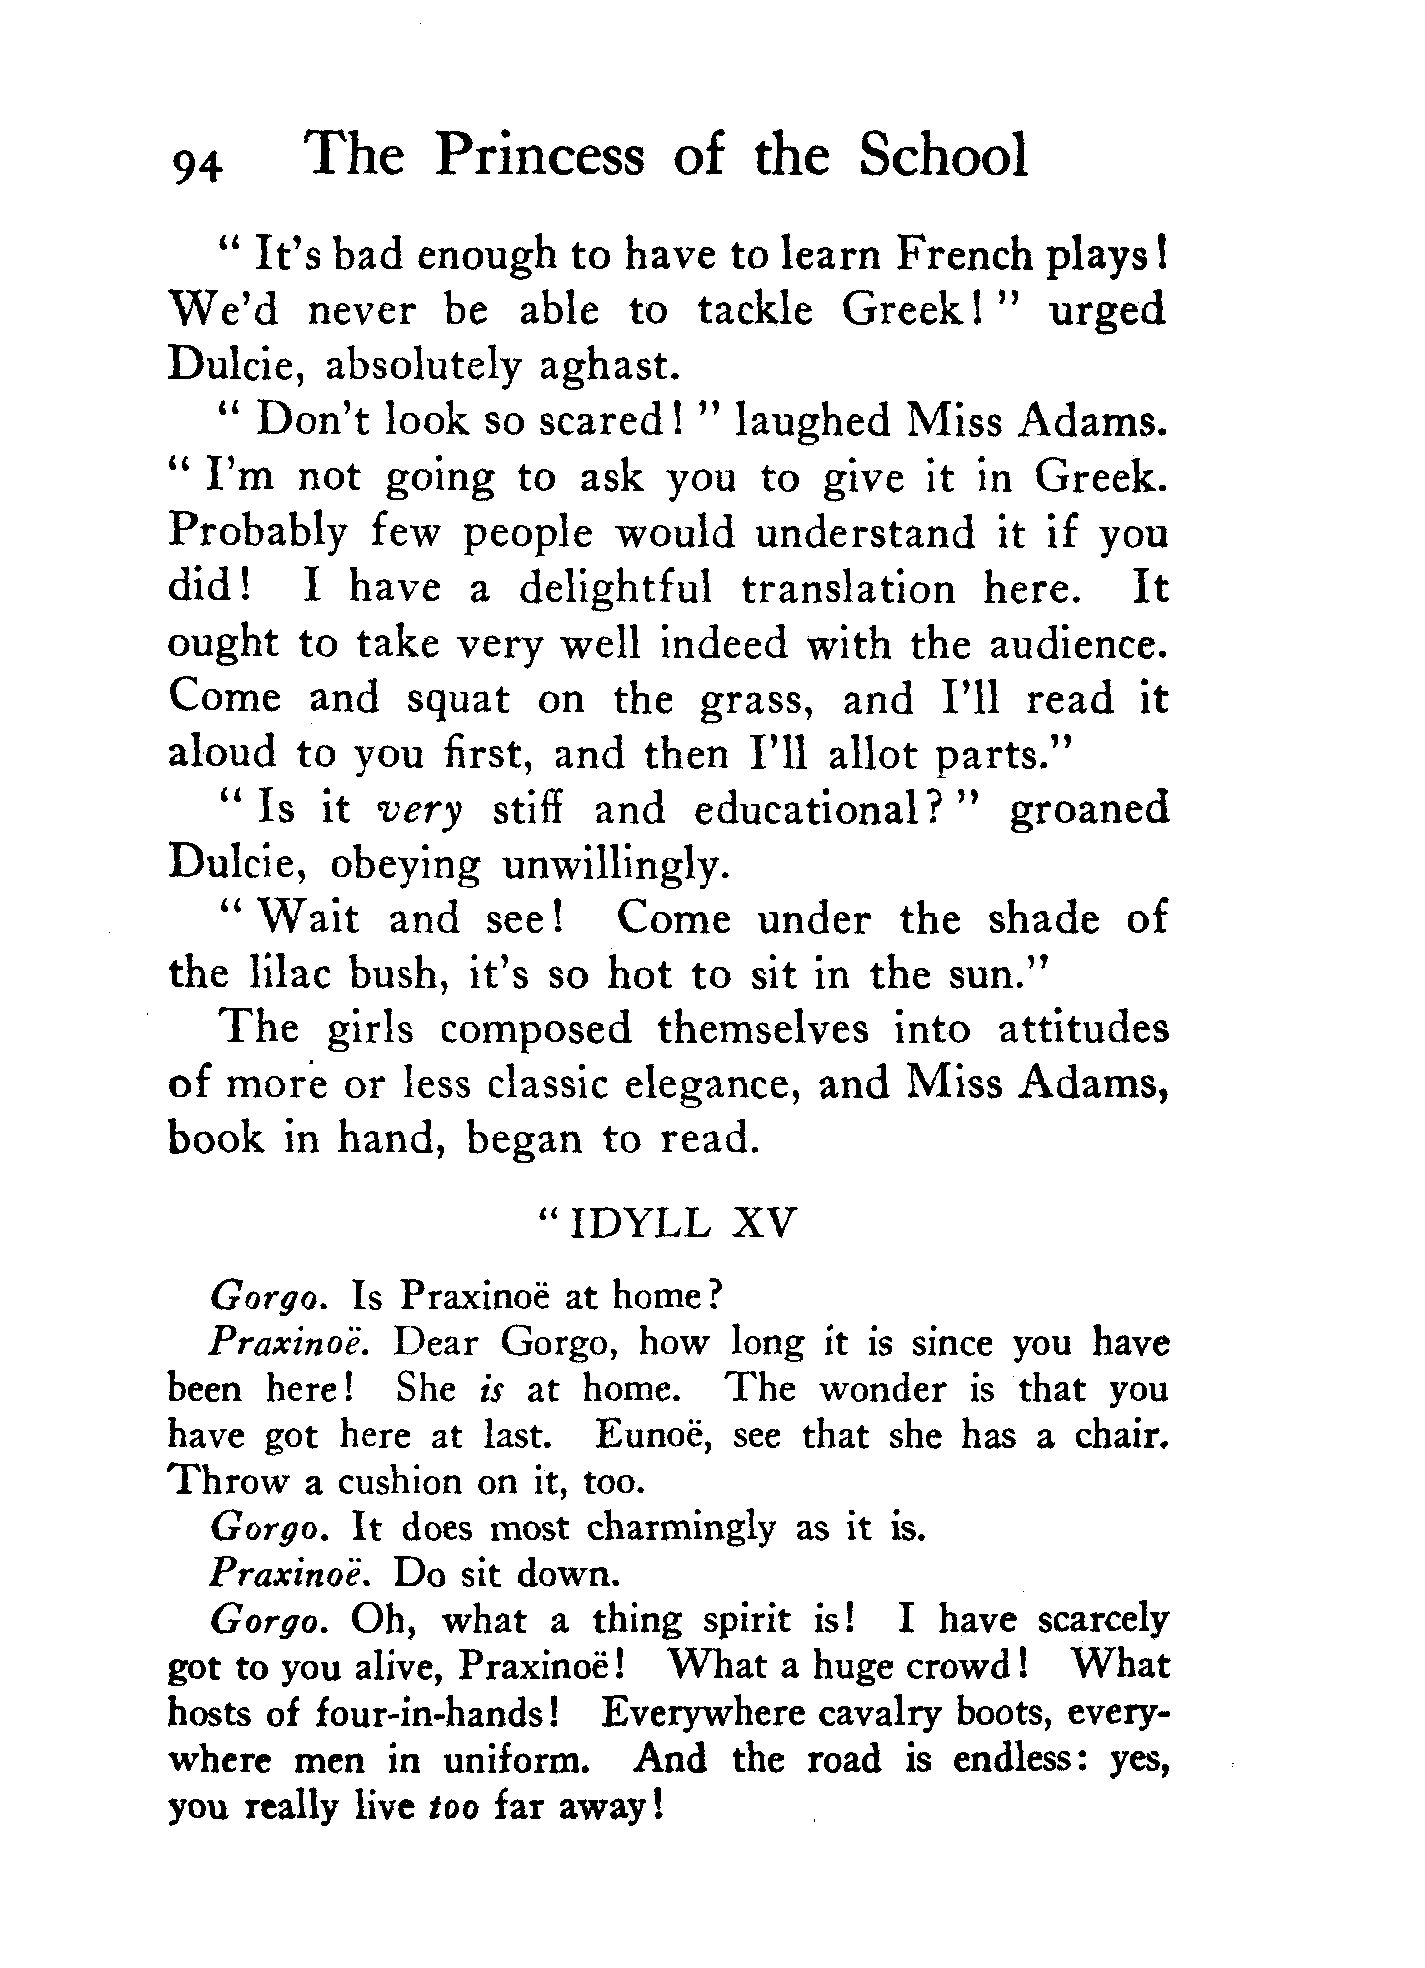 94 The Princess of the School
“ It's bad enough to have to learn French plays!
We'd never be able to tackle Greek! ” urged
Dulcie, absolutely aghast.
“ Don't look so scared! ” laughed Miss Adams.
“ I'm not going to ask you to give it in Greek.
Probably few people would understand it if you
did! I have a delightful translation here. It
ought to take very well indeed with the audience.
Come and squat on the grass, and I'll read it
aloud to you first, and then I'll allot parts.”
“ Is it very stiff and educational? ” groaned
Dulcie, obeying unwillingly.
“ Wait and see! Come under the shade of
the lilac bush, it's so hot to sit in the sun.”
The girls composed themselves into attitudes
of more or less classic elegance, and Miss Adams,
book in hand, began to read.
“ IDYLL XV
Gorgo. Is Praxinoë at home?
Praxinoë. Dear Gorgo, how long it is since you have
been here! She is at home. The wonder is that you
have got here at last. Eunoë, see that she has a chair.
Throw a cushion on it, too.
Gorgo. It does most charmingly as it is.
Praxinoë. Do sit down.
Gorgo. Oh, what a thing spirit is! I have scarcely
got to you alive, Praxinoë! What a huge crowd! What
hosts of four-in-hands! Everywhere cavalry boots, every-
where men in uniform. And the road is endless: yes,
you really live too far away!